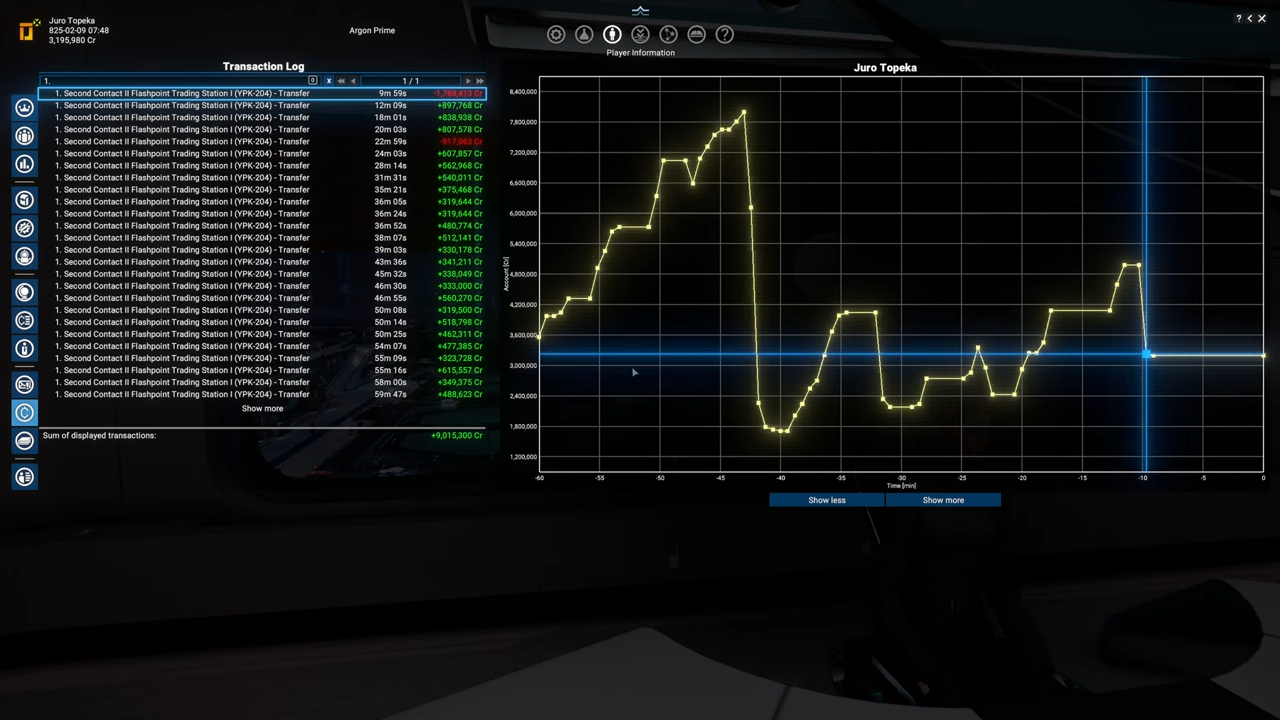 Juro Topeka
825-02-09 07:48
3,195,980 Cr
Argon Prime
Player Information
? < X
Transaction Log
1.
x
1 / 1
1. Second Contact II Flashpoint Trading Station I (YPK-204) - Transfer 9m 59s -1,788,413 Cr
1. Second Contact II Flashpoint Trading Station I (YPK-204) - Transfer 12m 09s +897,768 Cr
1. Second Contact II Flashpoint Trading Station I (YPK-204) - Transfer 18m 01s +838,938 Cr
1. Second Contact II Flashpoint Trading Station I (YPK-204) - Transfer 20m 03s +807,578 Cr
1. Second Contact II Flashpoint Trading Station I (YPK-204) - Transfer 22m 59s -917,063 Cr
1. Second Contact II Flashpoint Trading Station I (YPK-204) - Transfer 24m 03s +607,857 Cr
1. Second Contact II Flashpoint Trading Station I (YPK-204) - Transfer 28m 14s +562,968 Cr
1. Second Contact II Flashpoint Trading Station I (YPK-204) - Transfer 31m 31s +540,011 Cr
1. Second Contact II Flashpoint Trading Station I (YPK-204) - Transfer 35m 21s +375,468 Cr
1. Second Contact II Flashpoint Trading Station I (YPK-204) - Transfer 36m 05s +319,644 Cr
1. Second Contact II Flashpoint Trading Station I (YPK-204) - Transfer 36m 24s +319,644 Cr
1. Second Contact II Flashpoint Trading Station I (YPK-204) - Transfer 36m 52s +480,774 Cr
1. Second Contact II Flashpoint Trading Station I (YPK-204) - Transfer 38m 07s +512,141 Cr
1. Second Contact II Flashpoint Trading Station I (YPK-204) - Transfer 39m 03s +330,178 Cr
1. Second Contact II Flashpoint Trading Station I (YPK-204) - Transfer 43m 36s +341,211 Cr
1. Second Contact II Flashpoint Trading Station I (YPK-204) - Transfer 45m 32s +338,049 Cr
1. Second Contact II Flashpoint Trading Station I (YPK-204) - Transfer 46m 30s +333,000 Cr
1. Second Contact II Flashpoint Trading Station I (YPK-204) - Transfer 46m 55s +560,270 Cr
1. Second Contact II Flashpoint Trading Station I (YPK-204) - Transfer 50m 08s +319,500 Cr
1. Second Contact II Flashpoint Trading Station I (YPK-204) - Transfer 50m 14s +518,798 Cr
1. Second Contact II Flashpoint Trading Station I (YPK-204) - Transfer 50m 25s +462,311 Cr
1. Second Contact II Flashpoint Trading Station I (YPK-204) - Transfer 54m 07s +477,385 Cr
1. Second Contact II Flashpoint Trading Station I (YPK-204) - Transfer 55m 09s +323,728 Cr
1. Second Contact II Flashpoint Trading Station I (YPK-204) - Transfer 55m 16s +615,557 Cr
1. Second Contact II Flashpoint Trading Station I (YPK-204) - Transfer 58m 00s +349,375 Cr
1. Second Contact II Flashpoint Trading Station I (YPK-204) - Transfer 59m 47s +488,623 Cr
Show more
Sum of displayed transactions: +9,015,300 Cr
Juro Topeka
8,400,000
7,800,000
7,200,000
6,600,000
6,000,000
5,400,000
4,800,000
4,200,000
3,600,000
3,000,000
2,400,000
1,800,000
1,200,000
Account [Cr]
-60 -55 -50 -45 -40 -35 -30 -25 -20 -15 -10 -5 0
Time [min]
Show less
Show more